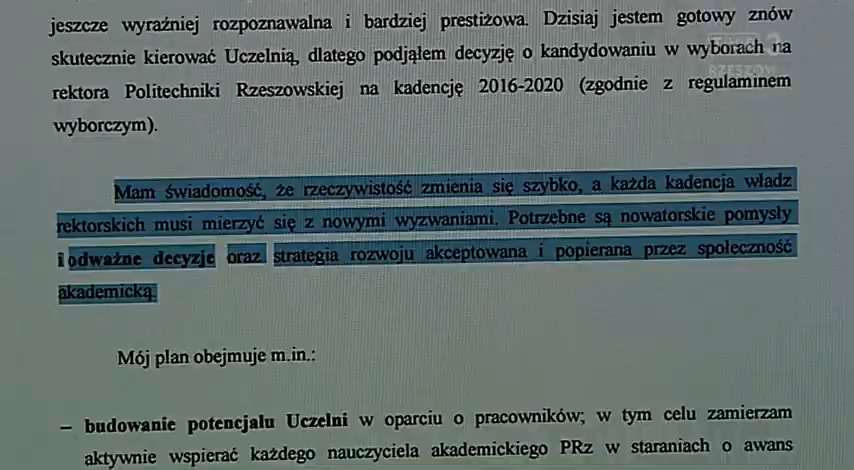 jeszcze wyraźniej rozpoznawalna i bardziej prestiżowa. Dzisiaj jestem gotowy znów
skutecznie kierować Uczelnią, dlatego podjąłem decyzję o kandydowaniu w wyborach na
rektora Politechniki Rzeszowskiej na kadencję 2016-2020 (zgodnie z regulaminem
wyborczym).
Mam świadomość, że rzeczywistość zmienia się szybko, a każda kadencja władz
rektorskich musi mierzyć się z nowymi wyzwaniami. Potrzebne są nowatorskie pomysły
i odważne decyzje oraz strategia rozwoju akceptowana i popierana przez społeczność
akademicką.
Mój plan obejmuje m.in.:
– budowanie potencjału Uczelni w oparciu o pracowników; w tym celu zamierzam
aktywnie wspierać każdego nauczyciela akademickiego PRz w staraniach o awans
RZESZÓW